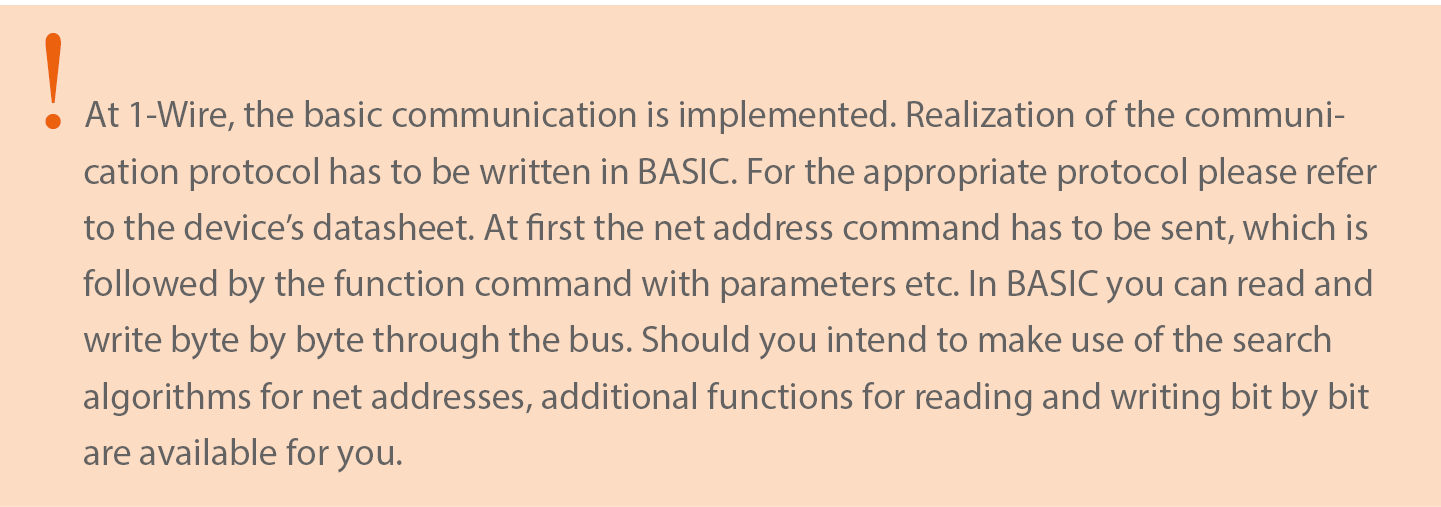 !
At 1-Wire, the basic communication is implemented. Realization of the communi-
cation protocol has to be written in BASIC. For the appropriate protocol please refer
to the device’s datasheet. At first the net address command has to be sent, which is
followed by the function command with parameters etc. In BASIC you can read and
write byte by byte through the bus. Should you intend to make use of the search
algorithms for net addresses, additional functions for reading and writing bit by bit
are available for you.